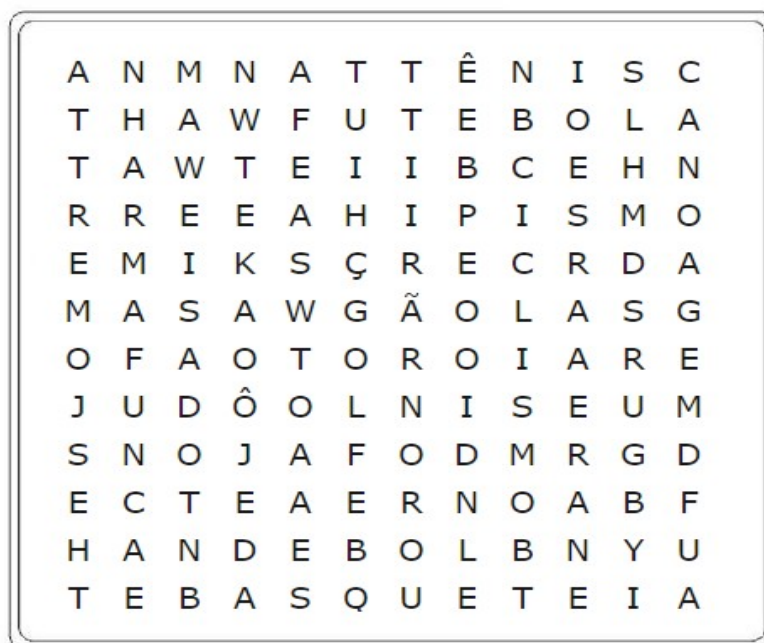 A N M N A T T Ê N I S C
T H A W F U T E B O L A
T A W T E I I B C E H N
R R E E A H I P I S M O
E M I K S Ç R E C R D A
M A S A W G Ã O L A S G
O F A O T O R O I A R E
J U D Ô O L N I S E U M
S N O J A F O D M R G D
E C T E A E R N O A B F
H A N D E B O L B N Y U
T E B A S Q U E T E I A